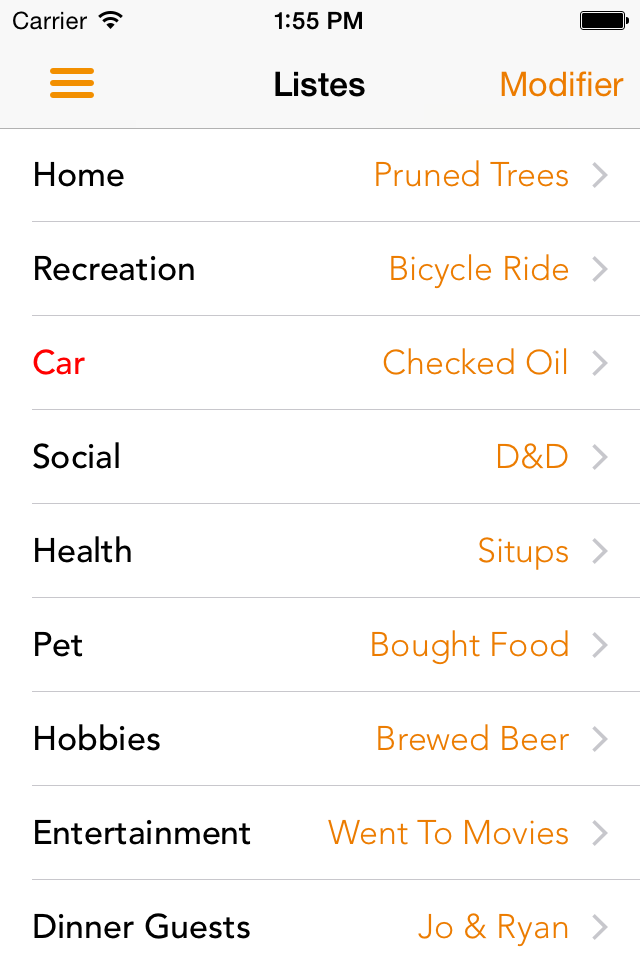 Carrier 1:55 PM
Listes Modifier
Home Pruned Trees
Recreation Bicycle Ride
Car Checked Oil
Social D&D
Health Situps
Pet Bought Food
Hobbies Brewed Beer
Entertainment Went To Movies
Dinner Guests Jo & Ryan